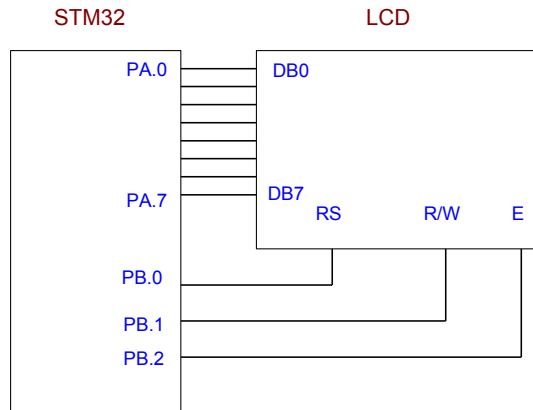 STM32 LCD
PA.0 DB0
PA.7 DB7
RS R/W E
PB.0
PB.1
PB.2